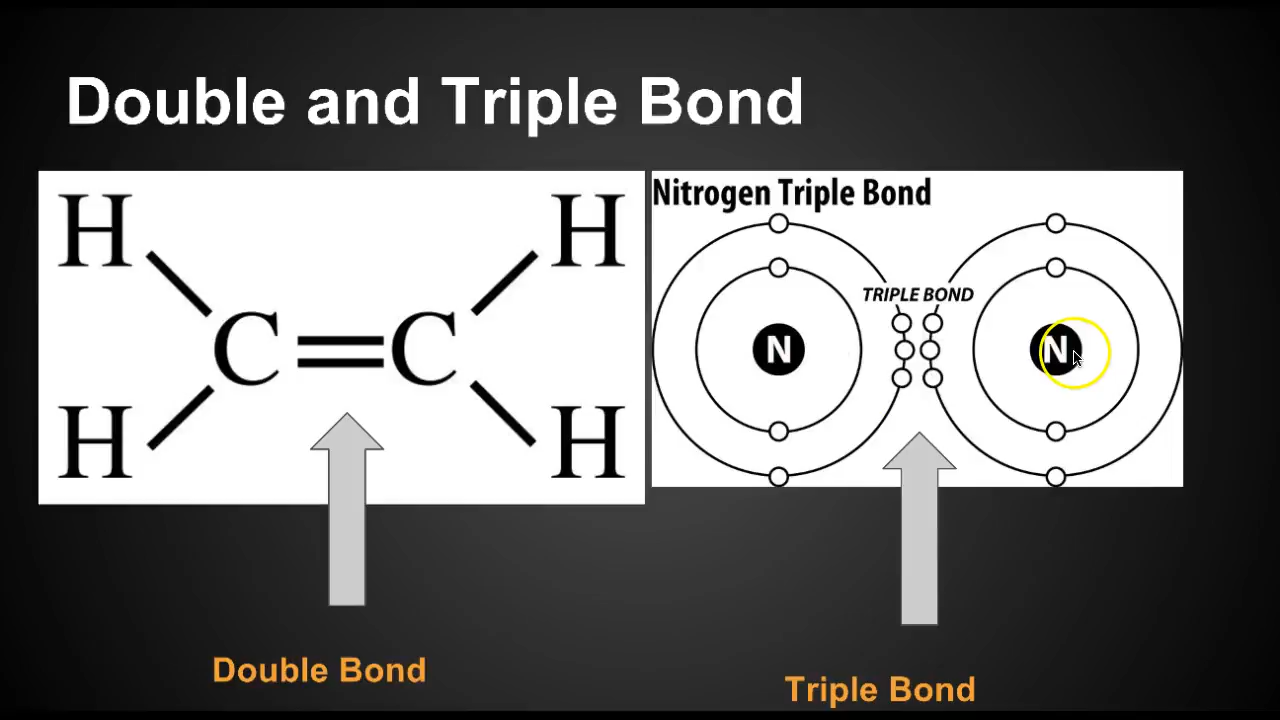 Double and Triple Bond
H H
C C
H H
Nitrogen Triple Bond
TRIPLE BOND
N N
Double Bond
Triple Bond